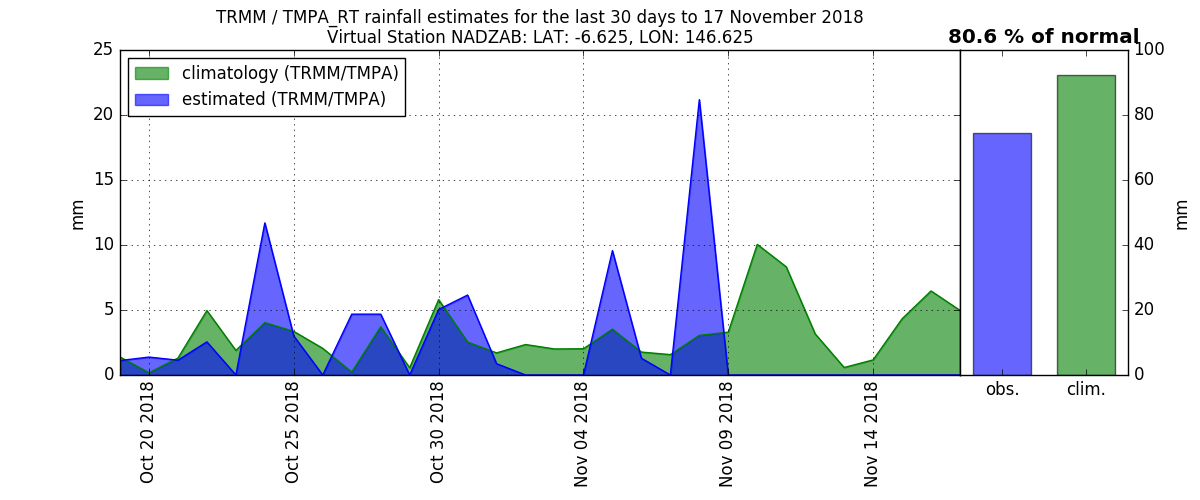 TRMM / TMPA_RT rainfall estimates for the last 30 days to 17 November 2018
Virtual Station NADZAB: LAT: -6.625, LON: 146.625
80.6 % of normal
climatology (TRMM/TMPA)
estimated (TRMM/TMPA)
25
20
15
10
5
0
mm
Oct 20 2018
Oct 25 2018
Oct 30 2018
Nov 04 2018
Nov 09 2018
Nov 14 2018
obs.
clim.
100
80
60
40
20
0
mm